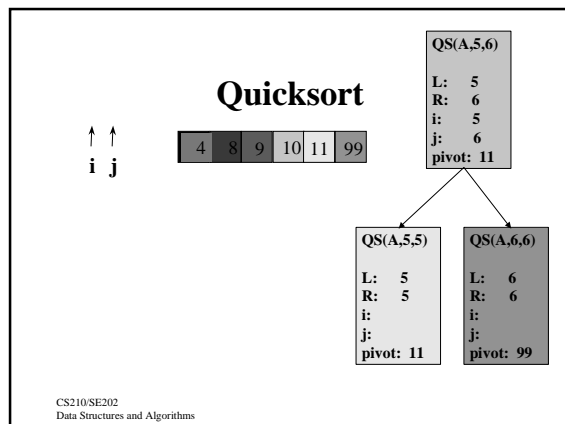 Quicksort
i j
4 8 9 10 11 99
QS(A,5,6)
L: 5
R: 6
i: 5
j: 6
pivot: 11
QS(A,5,5)
L: 5
R: 5
i:
j:
pivot: 11
QS(A,6,6)
L: 6
R: 6
i:
j:
pivot: 99
CS210/SE202
Data Structures and Algorithms